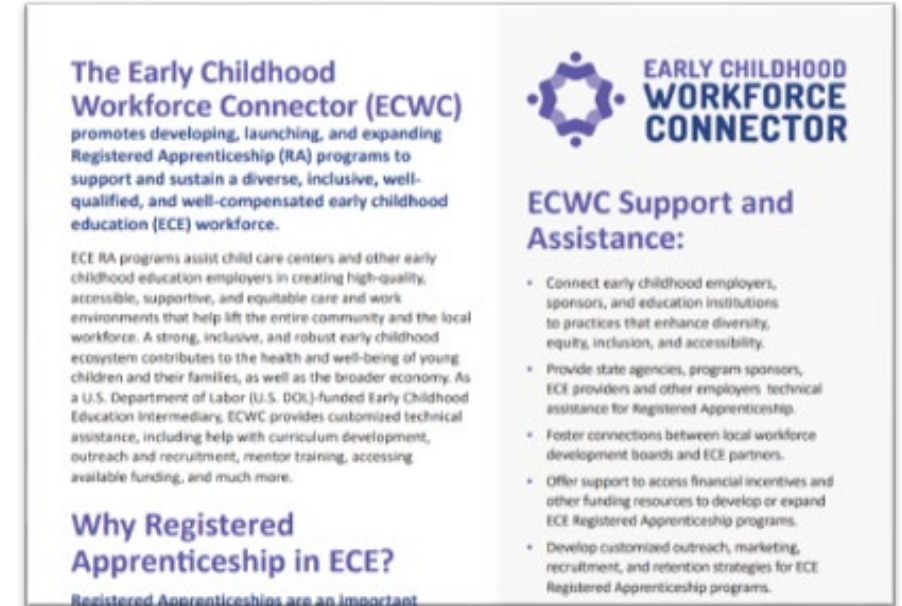 The Early Childhood
Workforce Connector (ECWC)
promotes developing, launching, and expanding
Registered Apprenticeship (RA) programs to
support and sustain a diverse, inclusive, well-
qualified, and well-compensated early childhood
education (ECE) workforce.
ECE RA programs assist child care centers and other early
childhood education employers in creating high-quality,
accessible, supportive, and equitable care and work
environments that help lift the entire community and the local
workforce. A strong, inclusive, and robust early childhood
ecosystem contributes to the health and well-being of young
children and their families, as well as the broader economy. As
a U.S. Department of Labor (U.S. DOL)-funded Early Childhood
Education Intermediary, ECWC provides customized technical
assistance, including help with curriculum development,
outreach and recruitment, mentor training, accessing
available funding, and much more.
Why Registered
Apprenticeship in ECE?
Registered Apprenticeships are an important
EARLY CHILDHOOD
WORKFORCE
CONNECTOR
ECWC Support and
Assistance:
• Connect early childhood employers,
sponsors, and education institutions
to practices that enhance diversity,
equity, inclusion, and accessibility.
• Provide state agencies, program sponsors,
ECE providers and other employers technical
assistance for Registered Apprenticeship.
• Foster connections between local workforce
development boards and ECE partners.
• Offer support to access financial incentives and
other funding resources to develop or expand
ECE Registered Apprenticeship programs.
• Develop customized outreach, marketing,
recruitment, and retention strategies for ECE
Registered Apprenticeship programs.